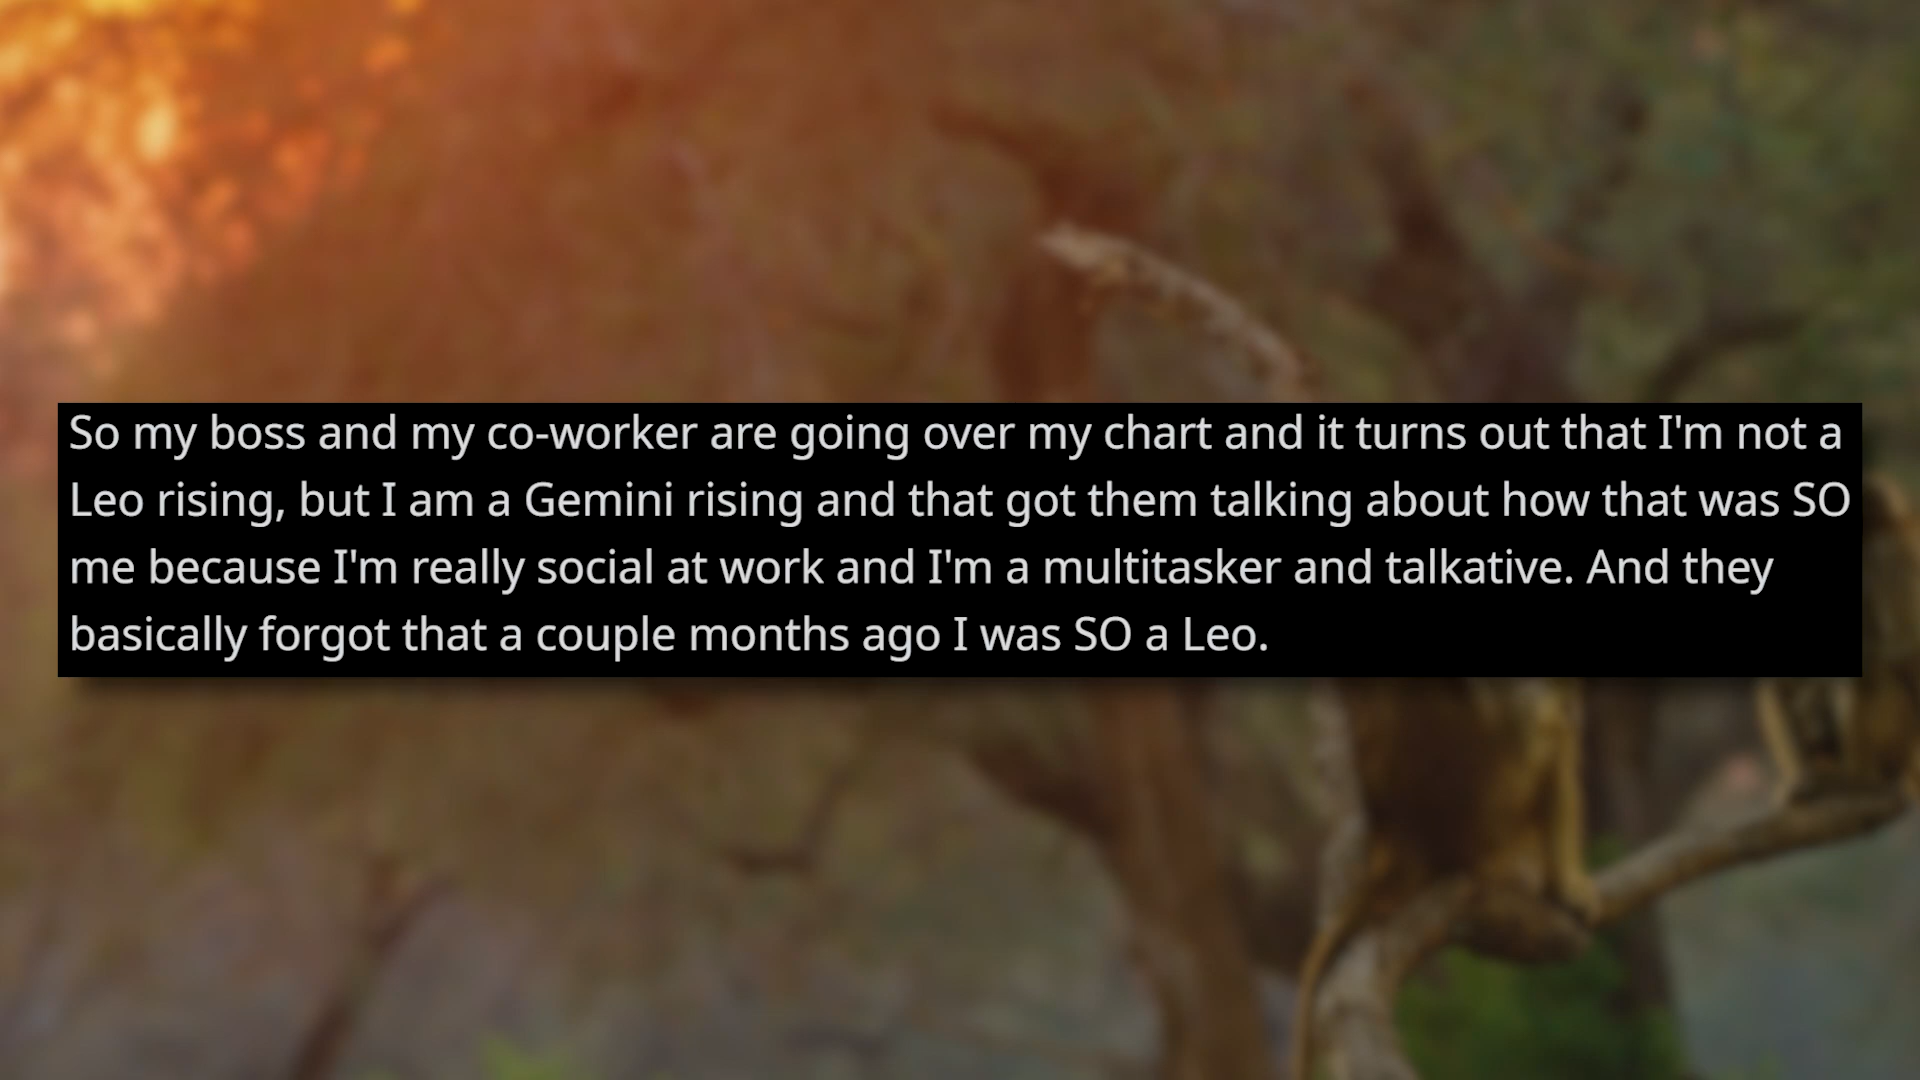 So my boss and my co-worker are going over my chart and it turns out that I'm not a
Leo rising, but I am a Gemini rising and that got them talking about how that was SO
me because I'm really social at work and I'm a multitasker and talkative. And they
basically forgot that a couple months ago I was SO a Leo.